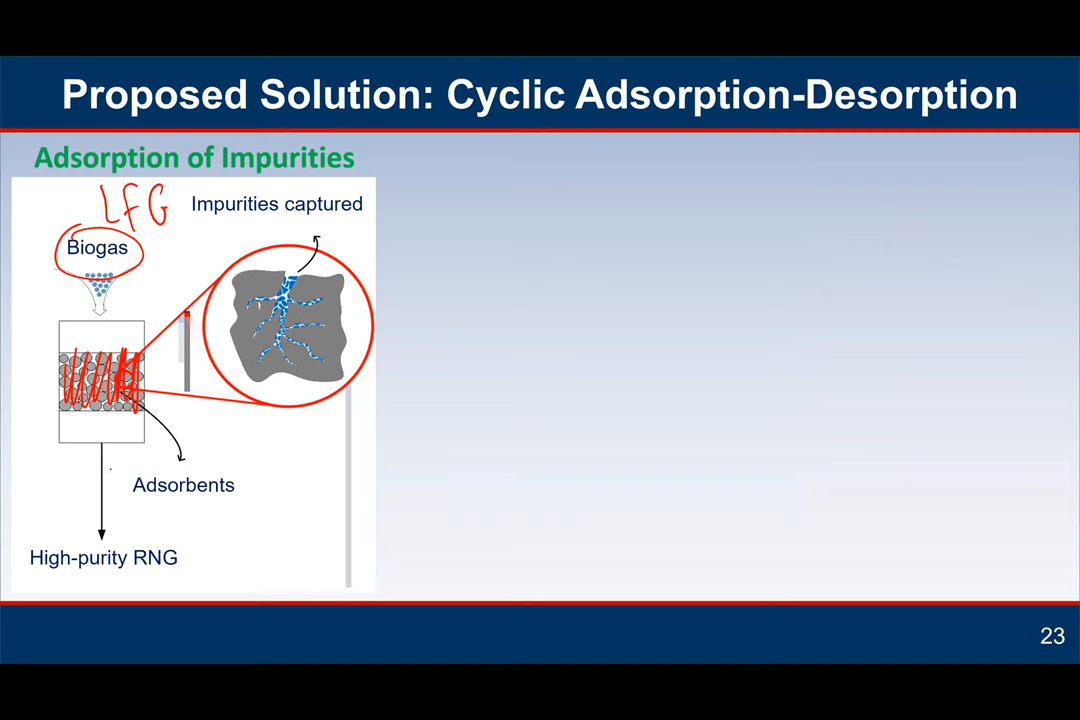 Proposed Solution: Cyclic Adsorption-Desorption
Adsorption of Impurities
LFG
Impurities captured
Biogas
Adsorbents
High-purity RNG
23